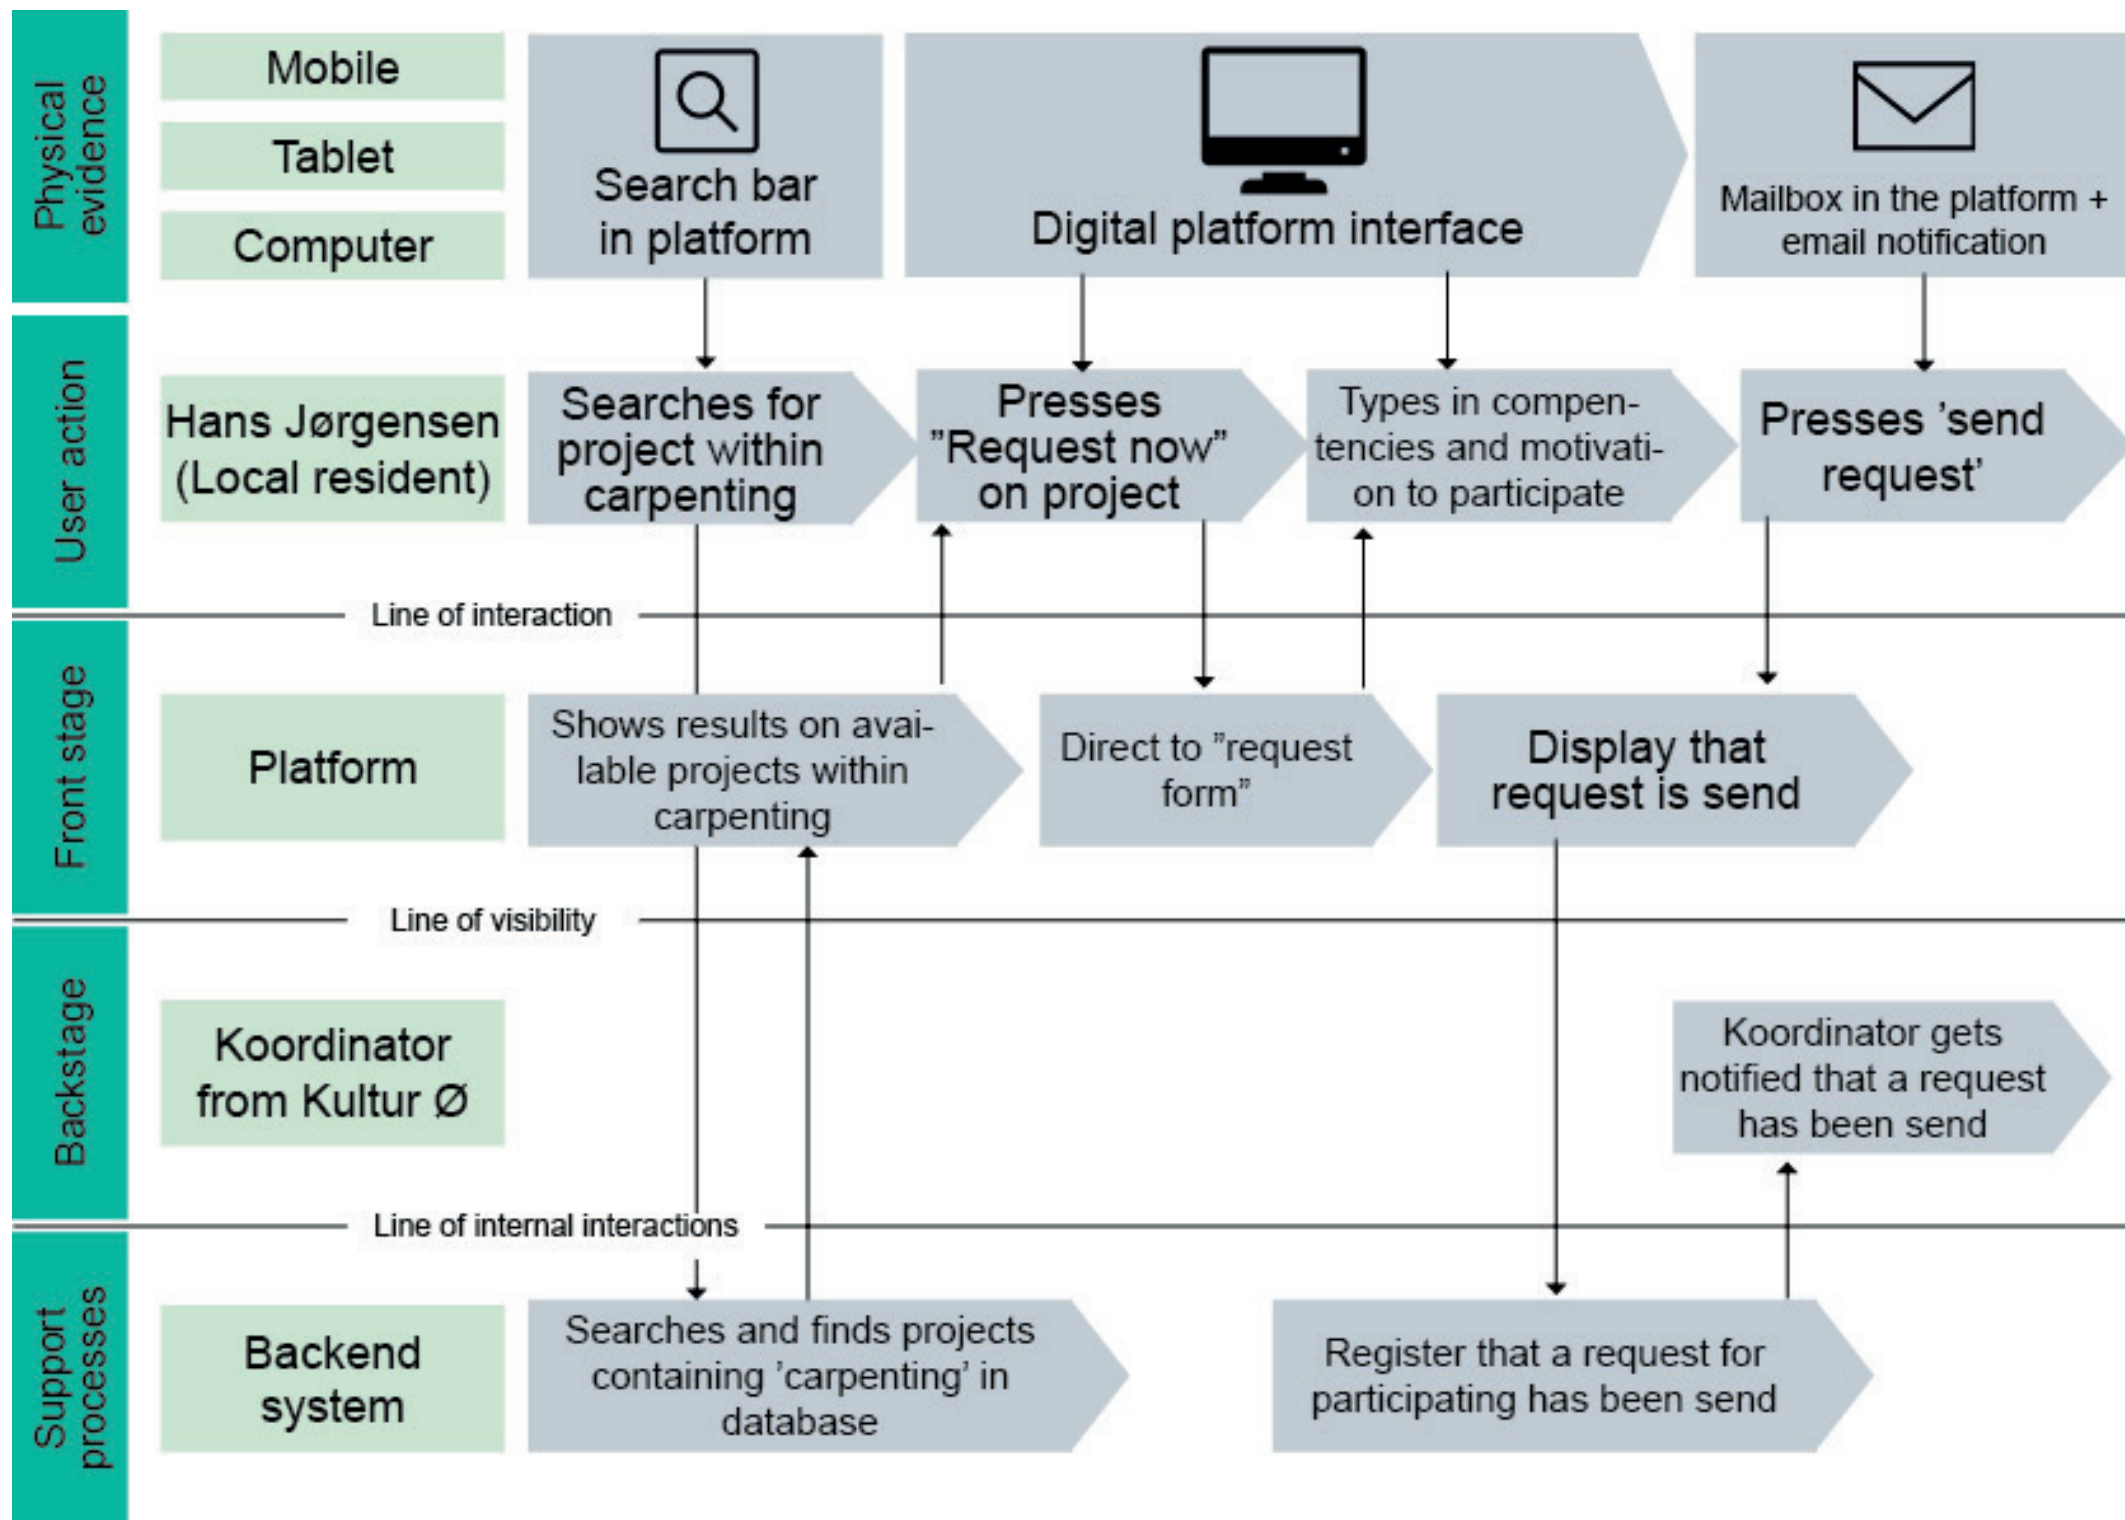 Physical
evidence
Mobile
Tablet
Computer
Search bar
in platform
Digital platform interface
Mailbox in the platform +
email notification
User action
Hans Jørgensen
(Local resident)
Searches for
project within
carpenting
Presses
”Request now”
on project
Types in compen-
tencies and motivati-
on to participate
Presses ’send
request’
Line of interaction
Front stage
Platform
Shows results on avai-
lable projects within
carpenting
Direct to ”request
form”
Display that
request is send
Line of visibility
Backstage
Koordinator
from Kultur Ø
Koordinator gets
notified that a request
has been send
Line of internal interactions
Support
processes
Backend
system
Searches and finds projects
containing ’carpenting’ in
database
Register that a request for
participating has been send